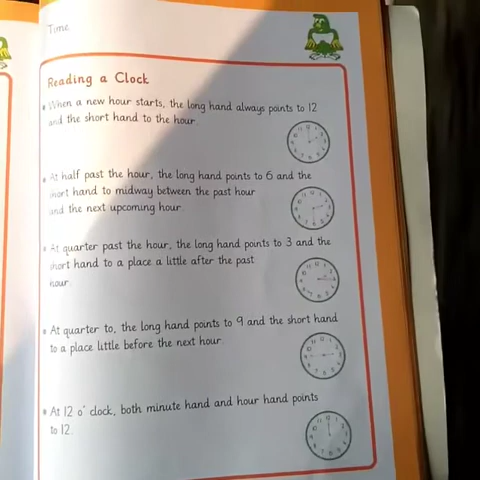 Time
Reading a Clock
When a new hour starts, the long hand always points to 12
and the short hand to the hour.
At half past the hour, the long hand points to 6 and the
short hand to midway between the past hour
and the next upcoming hour.
At quarter past the hour, the long hand points to 3 and the
short hand to a place a little after the past
hour.
At quarter to, the long hand points to 9 and the short hand
to a place little before the next hour.
At 12 o' clock, both minute hand and hour hand points
to 12.